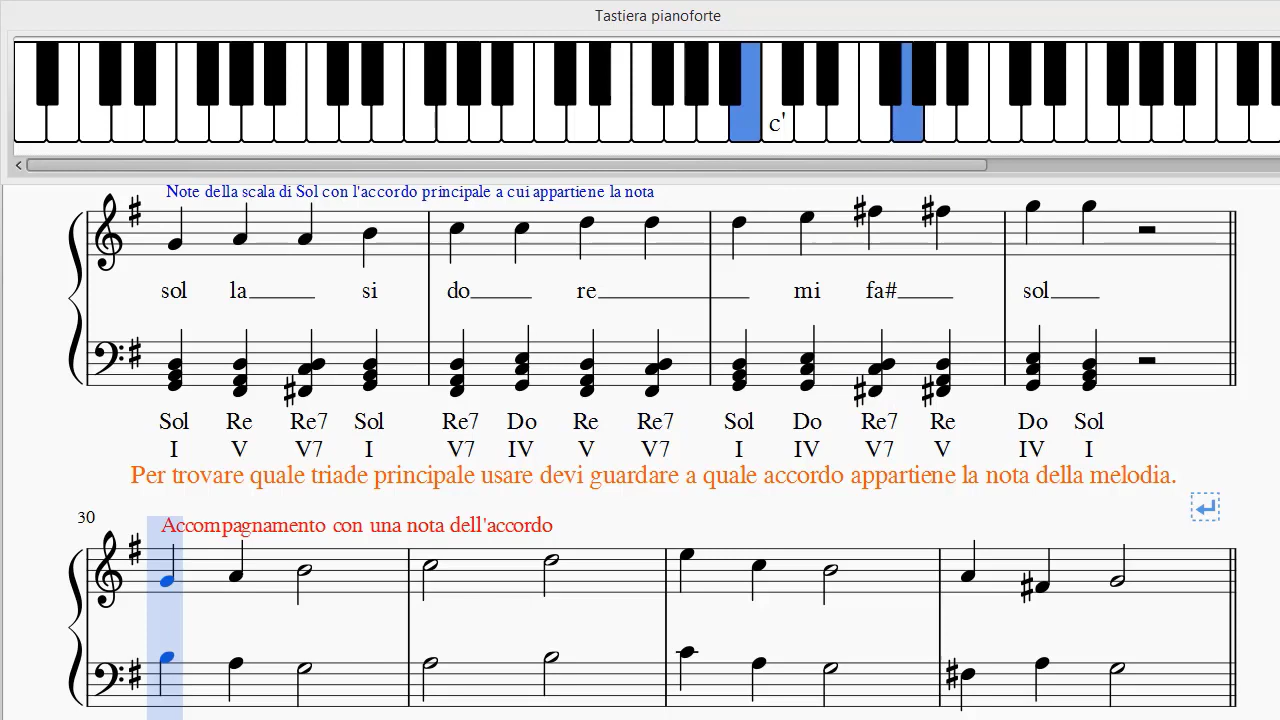 Tastiera pianoforte
c'
Note della scala di Sol con l'accordo principale a cui appartiene la nota
sol la si do re mi fa# sol
Sol Re Re7 Sol Re7 Do Re Re7 Sol Do Re7 Re Do Sol
I V V7 I V7 IV V V7 I IV V7 V IV I
Per trovare quale triade principale usare devi guardare a quale accordo appartiene la nota della melodia.
30
Accompagnamento con una nota dell'accordo